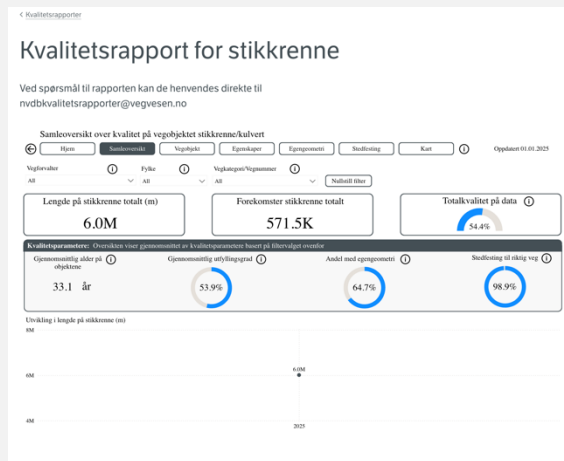 < Kvalitetsrapporter
Kvalitetsrapport for stikkrenne
Ved spørsmål til rapporten kan de henvendes direkte til
nvdbkvalitetsrapporter@vegvesen.no
Samleoversikt over kvalitet på vegobjektet stikkrenne/kulvert
Hjem Samleoversikt Vegobjekt Egenskaper Egengeometri Stedfesting Kart Oppdatert 01.01.2025
Vegforvalter Fylke Vegkategori/Vegnummer
All All All Nullstill filter
Lengde på stikkrenne totalt (m) Forekomster stikkrenne totalt Totalkvalitet på data
6.0M 571.5K 54.4%
Kvalitetsparametere: Oversikten viser gjennomsnittet av kvalitetsparametere basert på filtervalget ovenfor
Gjennomsnittlig alder på objektene Gjennomsnittlig utfyllingsgrad Andel med egengeometri Stedfesting til riktig veg
33.1 år 53.9% 64.7% 98.9%
Utvikling i lengde på stikkrenne (m)
8M
6.0M
6M
4M
2025